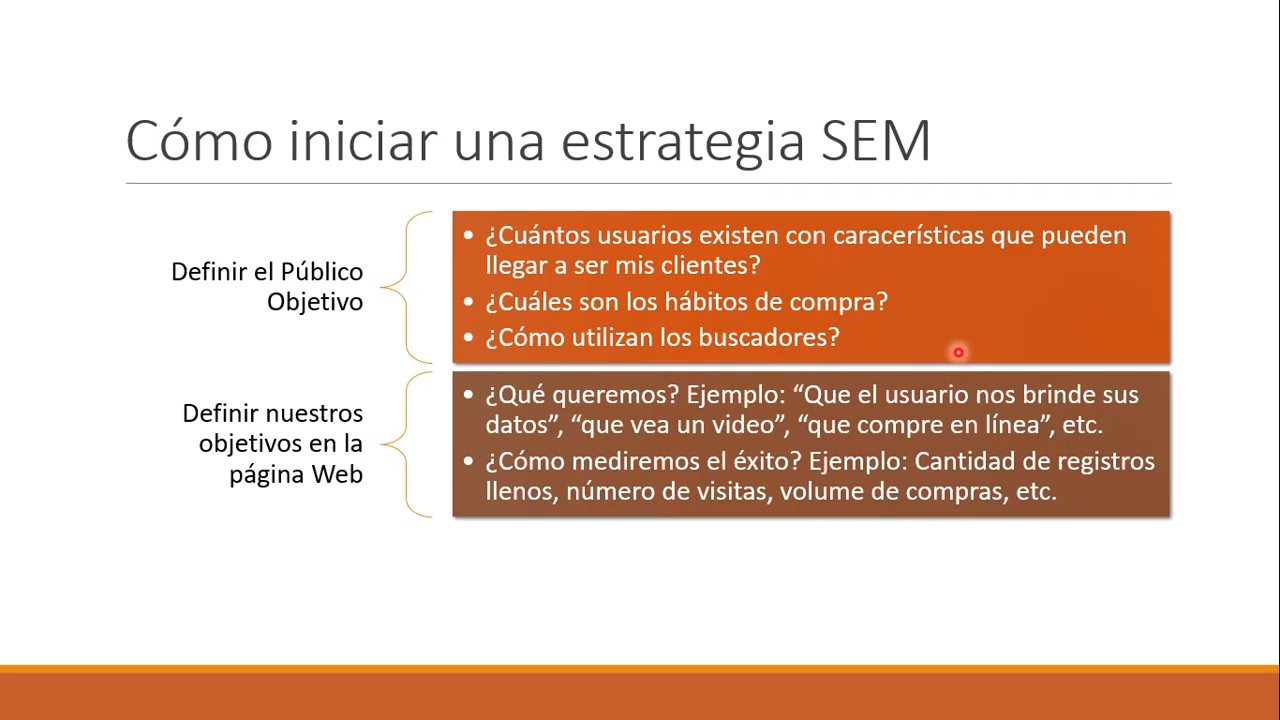 Cómo iniciar una estrategia SEM
Definir el Público
Objetivo
• ¿Cuántos usuarios existen con caracerísticas que pueden
llegar a ser mis clientes?
• ¿Cuáles son los hábitos de compra?
• ¿Cómo utilizan los buscadores?
Definir nuestros
objetivos en la
página Web
• ¿Qué queremos? Ejemplo: “Que el usuario nos brinde sus
datos”, “que vea un video”, “que compre en línea”, etc.
• ¿Cómo mediremos el éxito? Ejemplo: Cantidad de registros
llenos, número de visitas, volume de compras, etc.